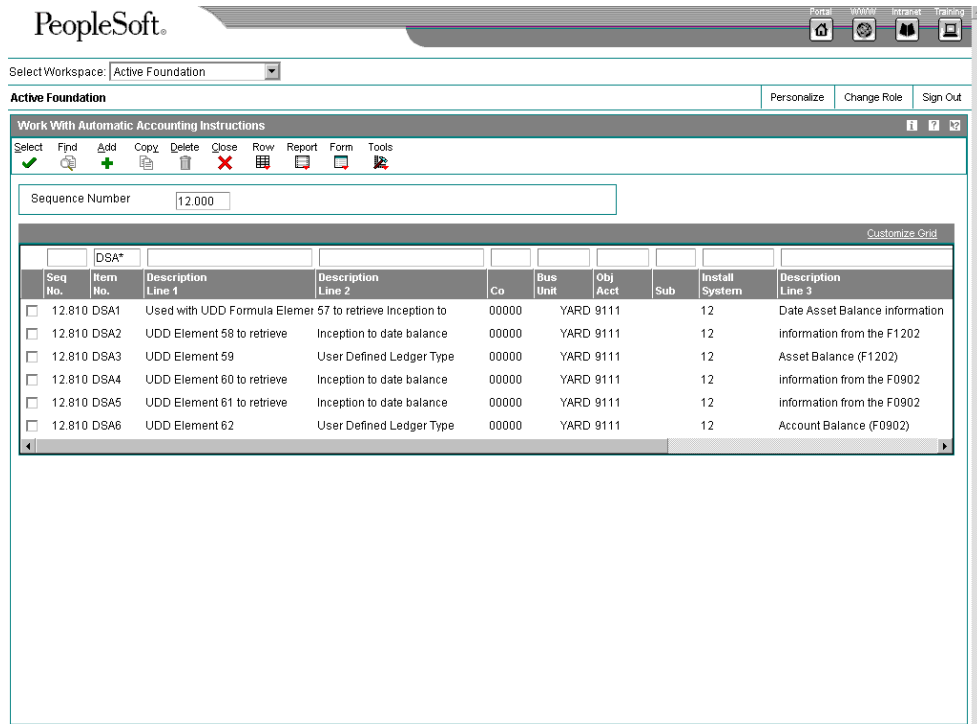 Portal WWW Intranet Training
PeopleSoft.
Select Workspace: Active Foundation
Active Foundation Personalize Change Role Sign Out
Work With Automatic Accounting Instructions i ? ?
Select Find Add Copy Delete Close Row Report Form Tools
Sequence Number 12.000
Customize Grid
DSA*
Seq No. Item No. Description Line 1 Description Line 2 Co Bus Unit Obj Acct Sub Install System Description Line 3
12.810 DSA1 Used with UDD Formula Elemer 57 to retrieve Inception to 00000 YARD 9111 12 Date Asset Balance information
12.810 DSA2 UDD Element 58 to retrieve Inception to date balance 00000 YARD 9111 12 information from the F1202
12.810 DSA3 UDD Element 59 User Defined Ledger Type 00000 YARD 9111 12 Asset Balance (F1202)
12.810 DSA4 UDD Element 60 to retrieve Inception to date balance 00000 YARD 9111 12 information from the F0902
12.810 DSA5 UDD Element 61 to retrieve Inception to date balance 00000 YARD 9111 12 information from the F0902
12.810 DSA6 UDD Element 62 User Defined Ledger Type 00000 YARD 9111 12 Account Balance (F0902)